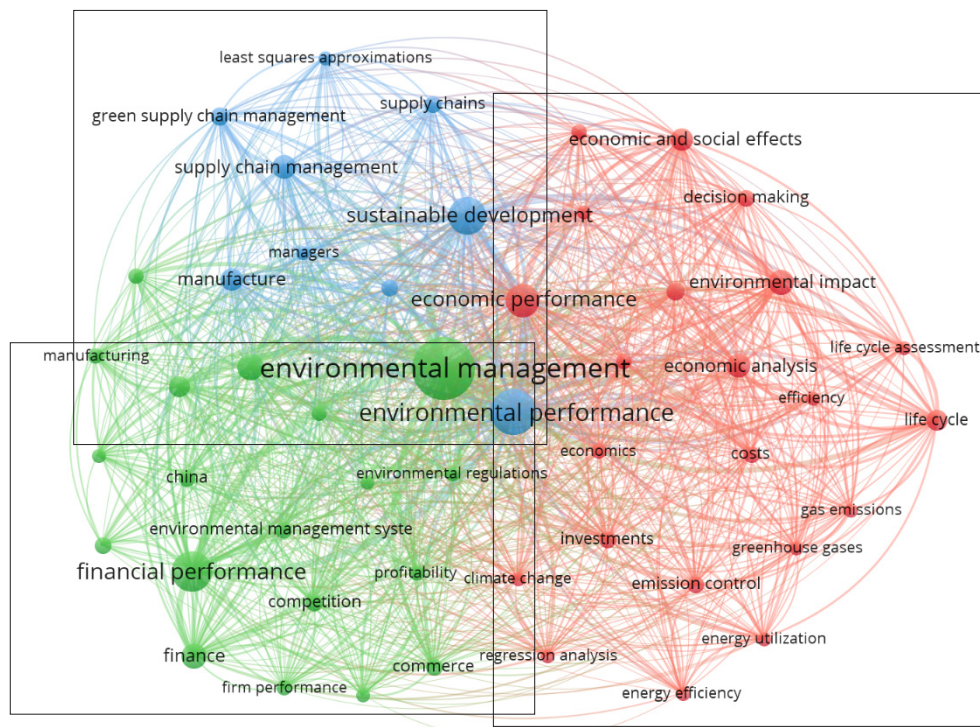 least squares approximations
supply chains
green supply chain management
economic and social effects
supply chain management
decision making
sustainable development
managers
manufacture
environmental impact
economic performance
manufacturing
life cycle assessment
environmental management
economic analysis
efficiency
environmental performance
life cycle
economics
costs
environmental regulations
china
gas emissions
environmental management syste
investments
greenhouse gases
financial performance
profitability
climate change
emission control
competition
energy utilization
finance
regression analysis
commerce
firm performance
energy efficiency